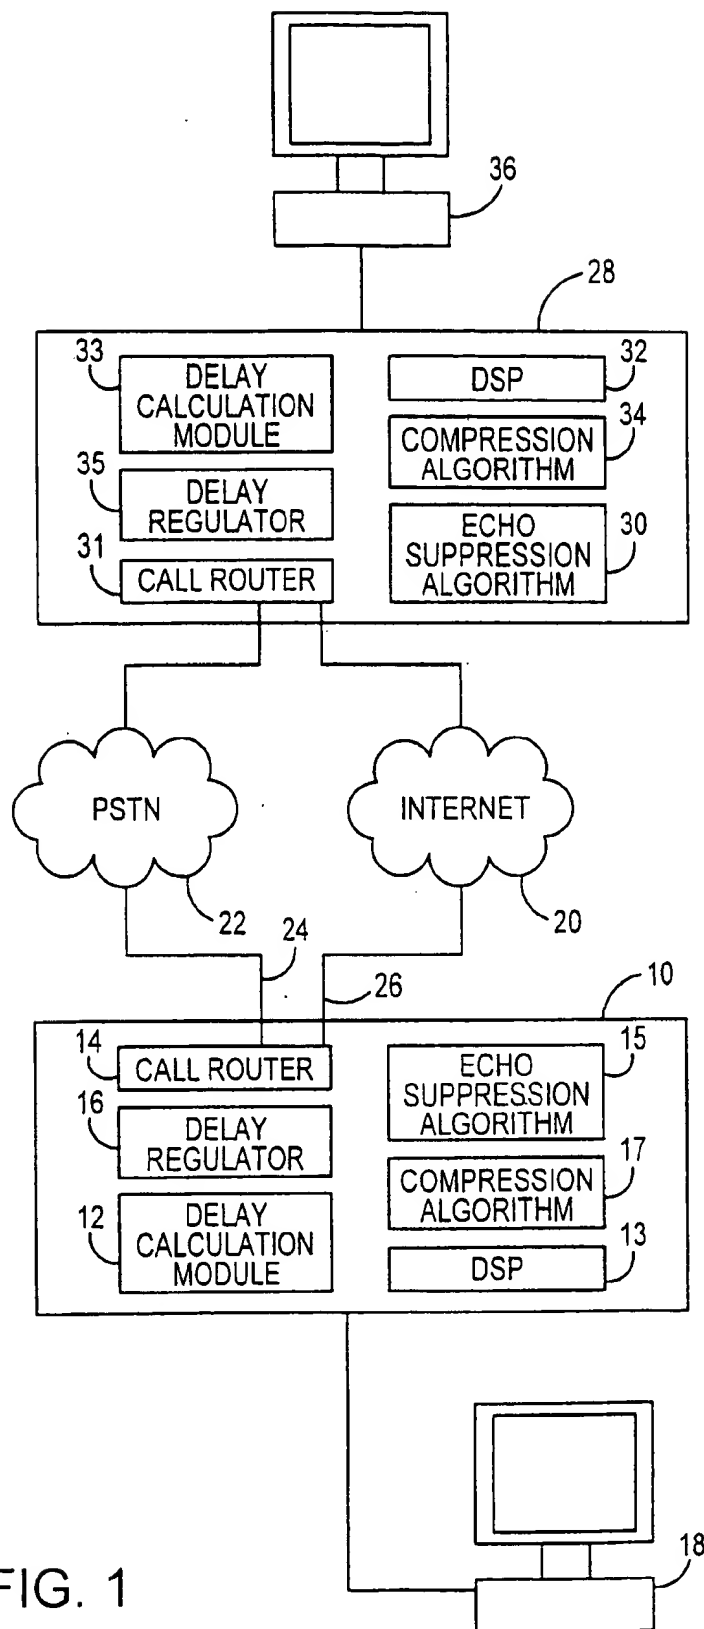 36
28
33
DELAY
CALCULATION
MODULE
32
DSP
34
COMPRESSION
ALGORITHM
35
DELAY
REGULATOR
30
ECHO
SUPPRESSION
ALGORITHM
31
CALL ROUTER
PSTN
INTERNET
22
20
24
26
10
14
CALL ROUTER
15
ECHO
SUPPRESSION
ALGORITHM
16
DELAY
REGULATOR
17
COMPRESSION
ALGORITHM
12
DELAY
CALCULATION
MODULE
13
DSP
18
FIG. 1